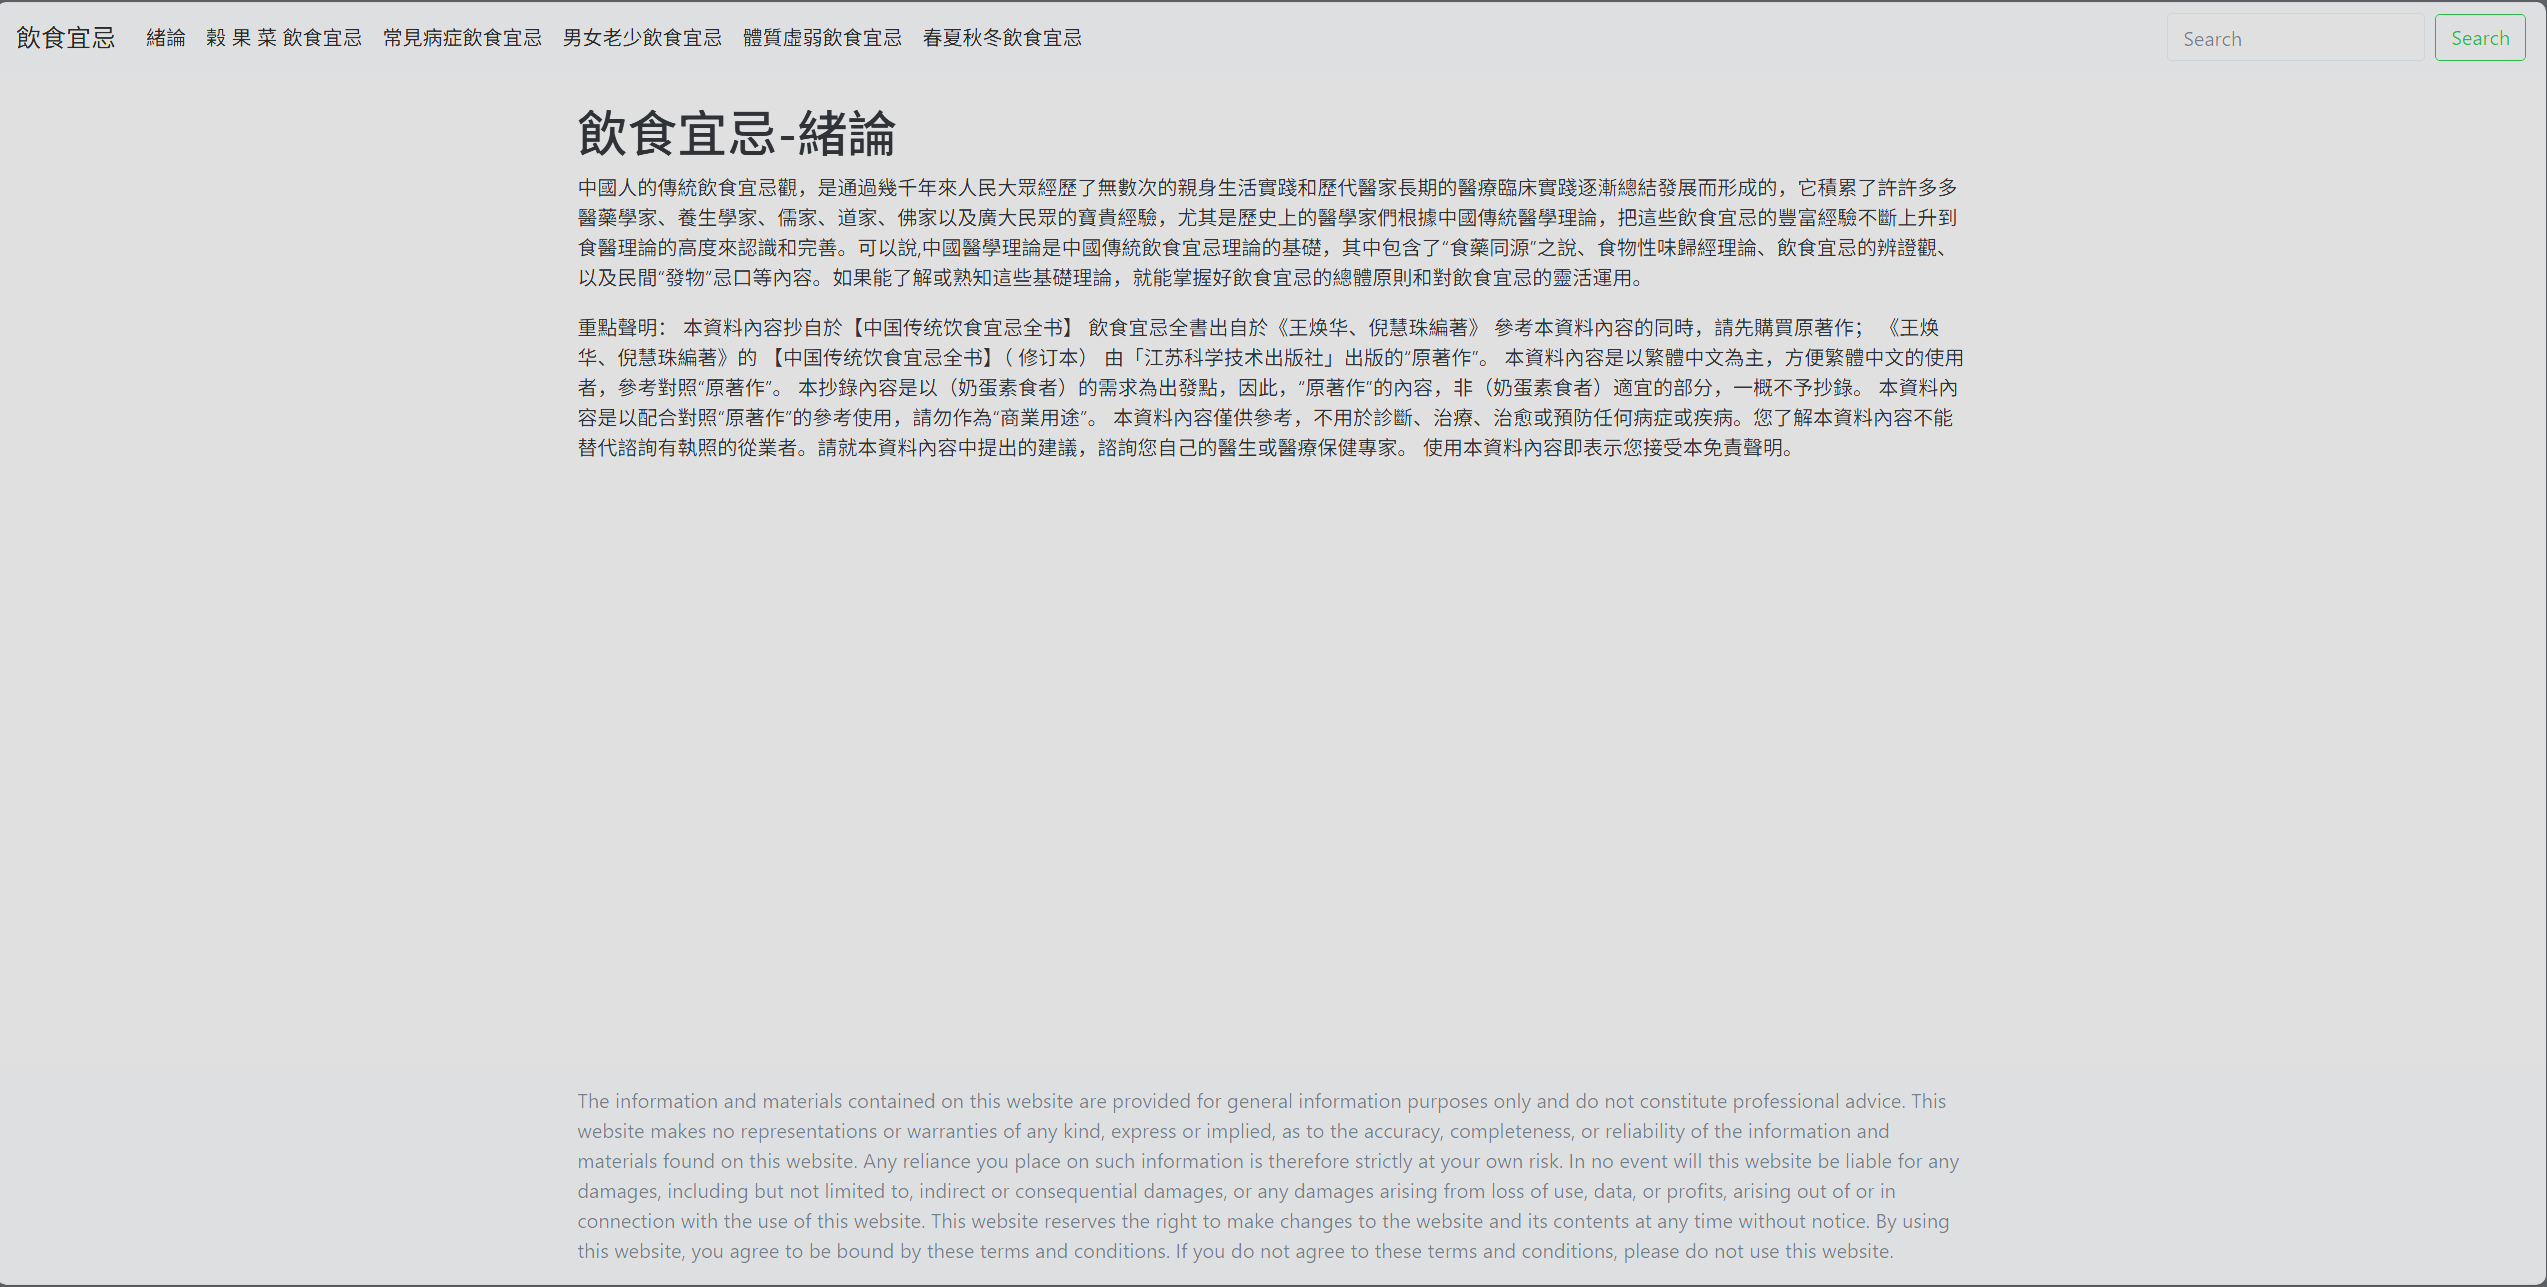 飲食宜忌 緒論 穀 果 菜 飲食宜忌 常見病症飲食宜忌 男女老少飲食宜忌 體質虛弱飲食宜忌 春夏秋冬飲食宜忌 Search Search
飲食宜忌-緒論
中國人的傳統飲食宜忌觀，是通過幾千年來人民大眾經歷了無數次的親身生活實踐和歷代醫家長期的醫療臨床實踐逐漸總結發展而形成的，它積累了許許多多
醫藥學家、養生學家、儒家、道家、佛家以及廣大民眾的寶貴經驗，尤其是歷史上的醫學家們根據中國傳統醫學理論，把這些飲食宜忌的豐富經驗不斷上升到
食醫理論的高度來認識和完善。可以說,中國醫學理論是中國傳統飲食宜忌理論的基礎，其中包含了“食藥同源”之說、食物性味歸經理論、飲食宜忌的辨證觀、
以及民間“發物”忌口等內容。如果能了解或熟知這些基礎理論，就能掌握好飲食宜忌的總體原則和對飲食宜忌的靈活運用。
重點聲明： 本資料內容抄自於【中国传统饮食宜忌全书】 飲食宜忌全書出自於《王焕华、倪慧珠編著》 參考本資料內容的同時，請先購買原著作； 《王焕
华、倪慧珠編著》的 【中国传统饮食宜忌全书】（ 修订本） 由「江苏科学技术出版社」出版的“原著作”。 本資料內容是以繁體中文為主，方便繁體中文的使用
者，參考對照“原著作”。 本抄錄內容是以（奶蛋素食者）的需求為出發點，因此，“原著作”的內容，非（奶蛋素食者）適宜的部分，一概不予抄錄。 本資料內
容是以配合對照“原著作”的參考使用，請勿作為“商業用途”。 本資料內容僅供參考，不用於診斷、治療、治愈或預防任何病症或疾病。您了解本資料內容不能
替代諮詢有執照的從業者。請就本資料內容中提出的建議，諮詢您自己的醫生或醫療保健專家。 使用本資料內容即表示您接受本免責聲明。
The information and materials contained on this website are provided for general information purposes only and do not constitute professional advice. This
website makes no representations or warranties of any kind, express or implied, as to the accuracy, completeness, or reliability of the information and
materials found on this website. Any reliance you place on such information is therefore strictly at your own risk. In no event will this website be liable for any
damages, including but not limited to, indirect or consequential damages, or any damages arising from loss of use, data, or profits, arising out of or in
connection with the use of this website. This website reserves the right to make changes to the website and its contents at any time without notice. By using
this website, you agree to be bound by these terms and conditions. If you do not agree to these terms and conditions, please do not use this website.